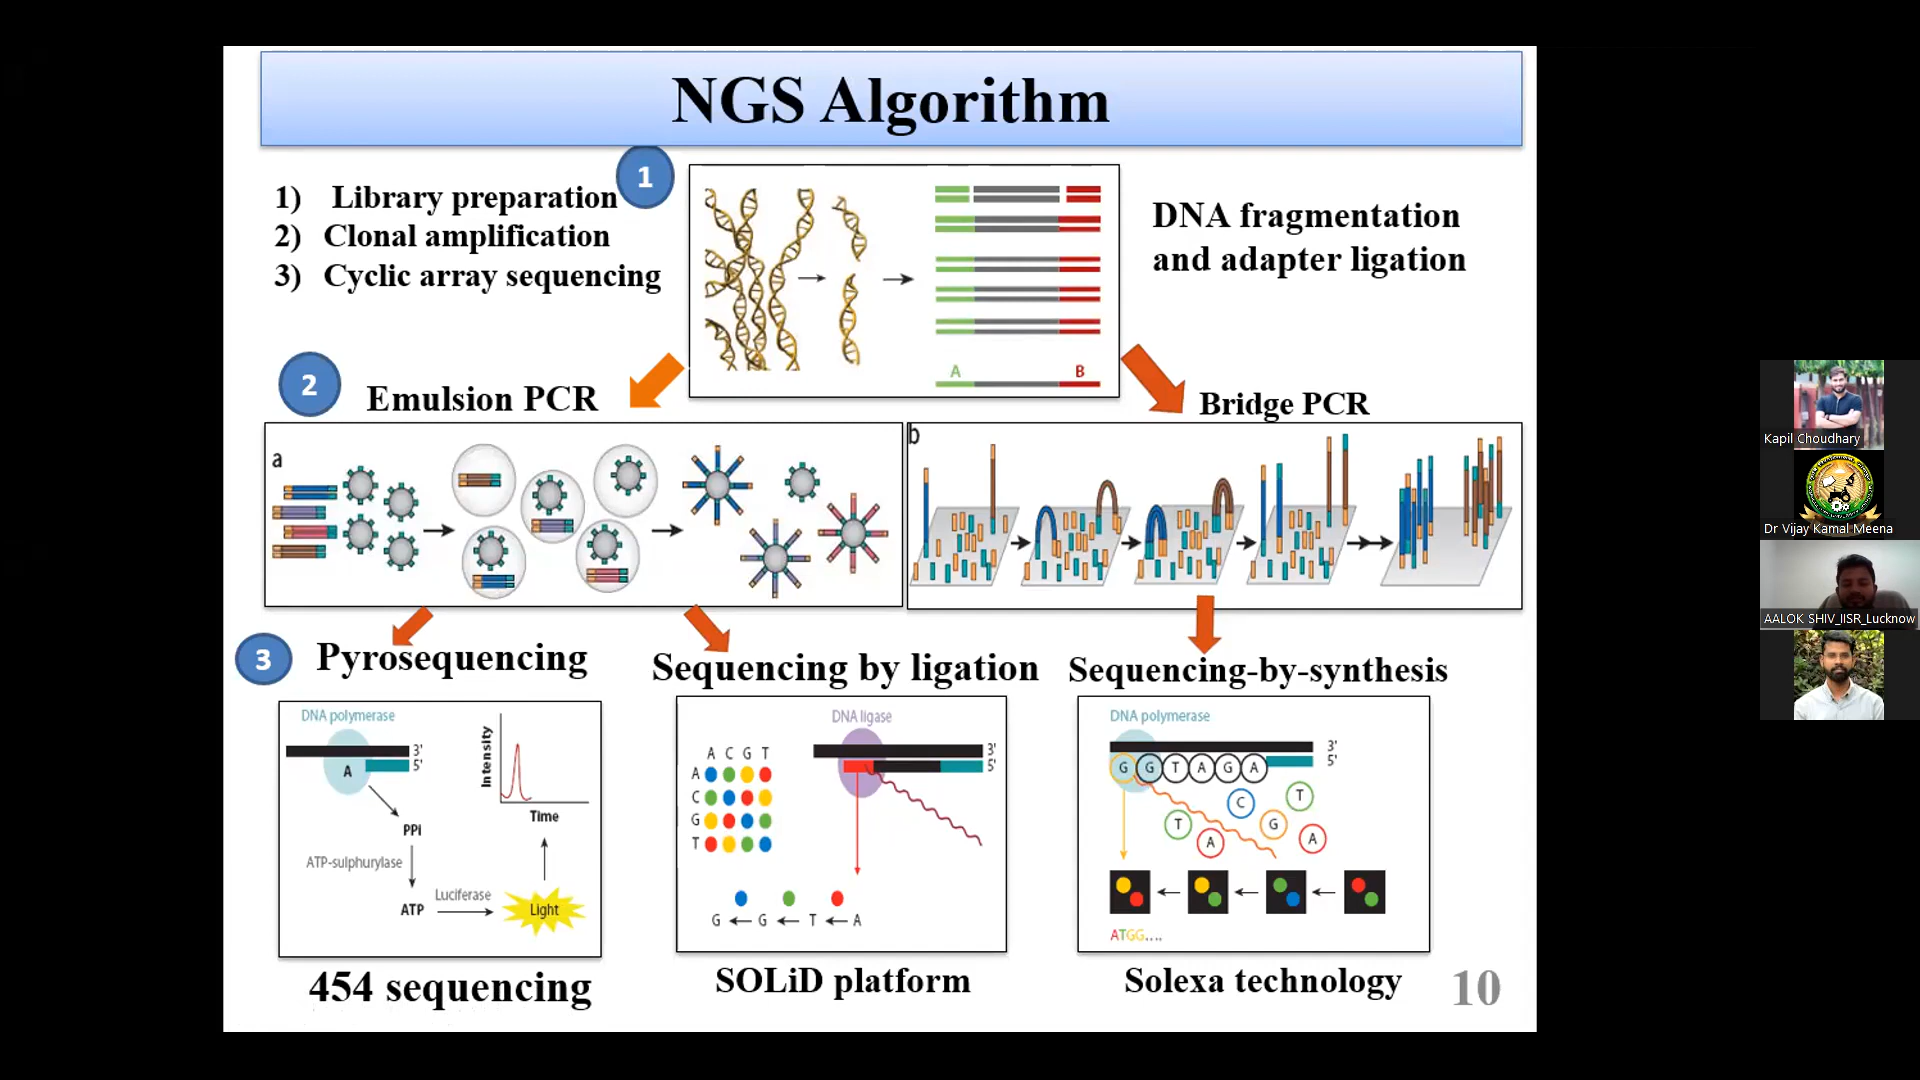 NGS Algorithm
1) Library preparation
2) Clonal amplification
3) Cyclic array sequencing
1
A B
DNA fragmentation
and adapter ligation
2
Emulsion PCR
Bridge PCR
a
b
3
Pyrosequencing
Sequencing by ligation
Sequencing-by-synthesis
DNA polymerase
3'
5'
A
PPi
ATP-sulphurylase
ATP
Luciferase
Light
Intensity
Time
DNA ligase
3'
5'
A C G T
A
C
G
T
G G T A
DNA polymerase
3'
5'
G G T A G A
C T
T G
A A
ATGG....
454 sequencing
SOLiD platform
Solexa technology
10
Kapil Choudhary
Dr Vijay Kamal Meena
AALOK SHIV_IISR_Lucknow